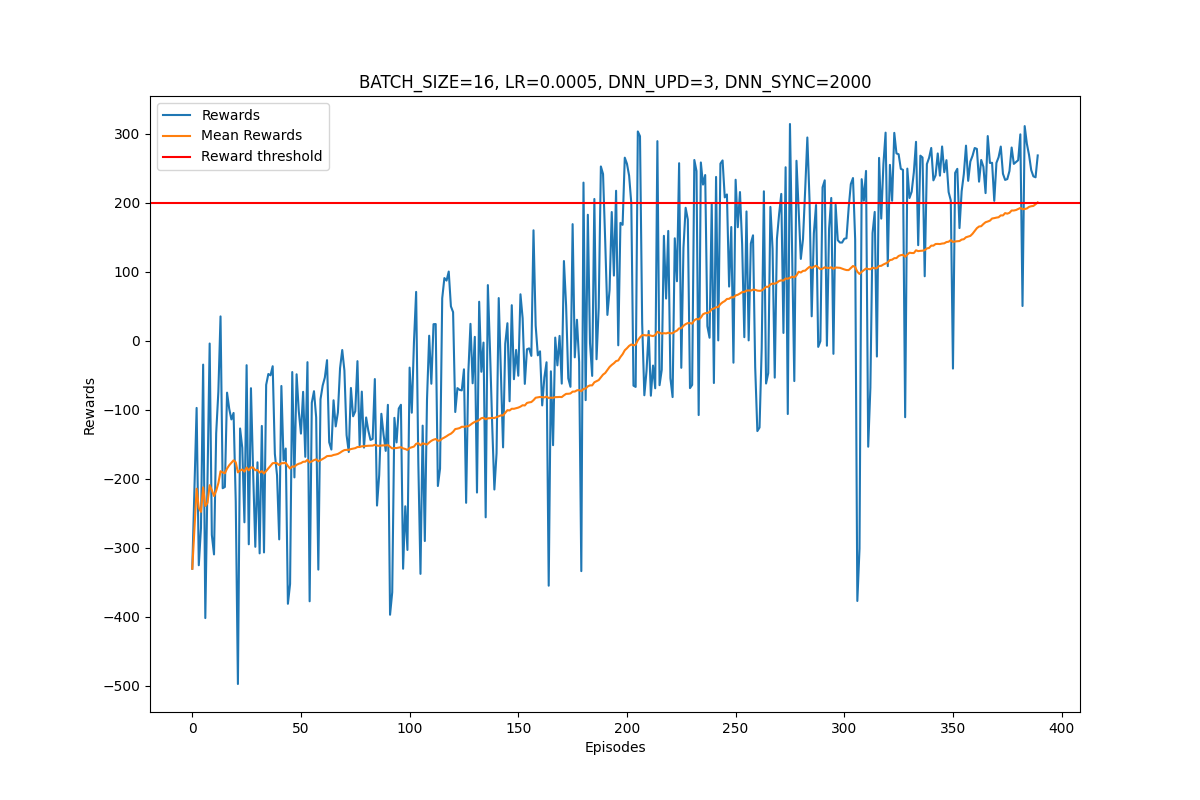 BATCH_SIZE=16, LR=0.0005, DNN_UPD=3, DNN_SYNC=2000
Rewards
Mean Rewards
Reward threshold
300
200
100
0
−100
−200
−300
−400
−500
Rewards
0 50 100 150 200 250 300 350 400
Episodes